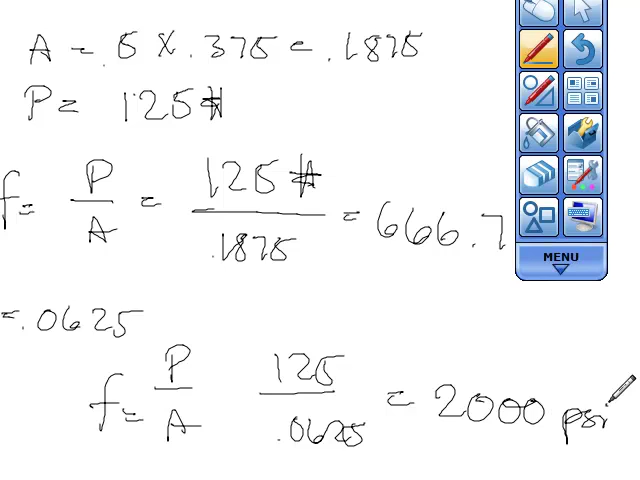 A = .5 X .375 = .1875
P = 125#
f = P/A = 125#/.1875 = 666.7
MENU
= .0625
f = P/A 125/.0625 = 2000 psi